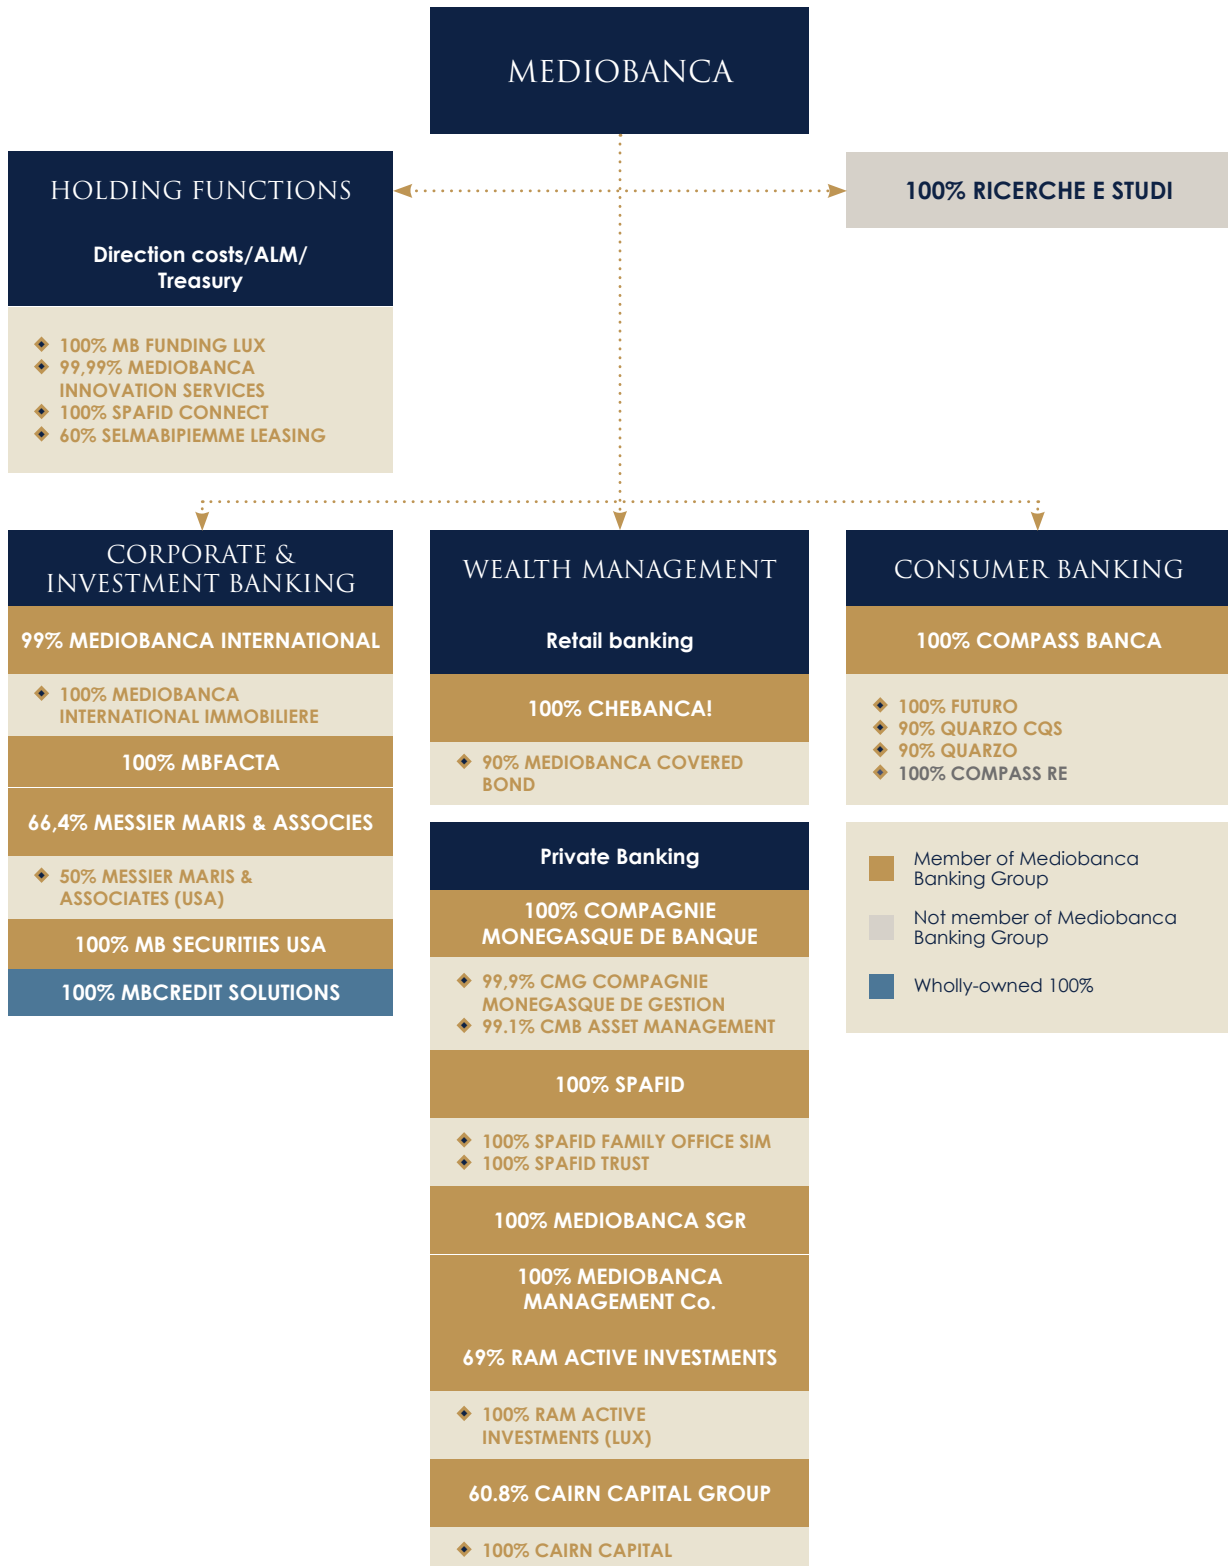 MEDIOBANCA
HOLDING FUNCTIONS
Direction costs/ALM/
Treasury
100% MB FUNDING LUX
99,99% MEDIOBANCA
INNOVATION SERVICES
100% SPAFID CONNECT
60% SELMABIPIEMME LEASING
100% RICERCHE E STUDI
CORPORATE &
INVESTMENT BANKING
99% MEDIOBANCA INTERNATIONAL
100% MEDIOBANCA
INTERNATIONAL IMMOBILIERE
100% MBFACTA
66,4% MESSIER MARIS & ASSOCIES
50% MESSIER MARIS &
ASSOCIATES (USA)
100% MB SECURITIES USA
100% MBCREDIT SOLUTIONS
WEALTH MANAGEMENT
Retail banking
100% CHEBANCA!
90% MEDIOBANCA COVERED
BOND
Private Banking
100% COMPAGNIE
MONEGASQUE DE BANQUE
99,9% CMG COMPAGNIE
MONEGASQUE DE GESTION
99.1% CMB ASSET MANAGEMENT
100% SPAFID
100% SPAFID FAMILY OFFICE SIM
100% SPAFID TRUST
100% MEDIOBANCA SGR
100% MEDIOBANCA
MANAGEMENT Co.
69% RAM ACTIVE INVESTMENTS
100% RAM ACTIVE
INVESTMENTS (LUX)
60.8% CAIRN CAPITAL GROUP
100% CAIRN CAPITAL
CONSUMER BANKING
100% COMPASS BANCA
100% FUTURO
90% QUARZO CQS
90% QUARZO
100% COMPASS RE
Member of Mediobanca
Banking Group
Not member of Mediobanca
Banking Group
Wholly-owned 100%